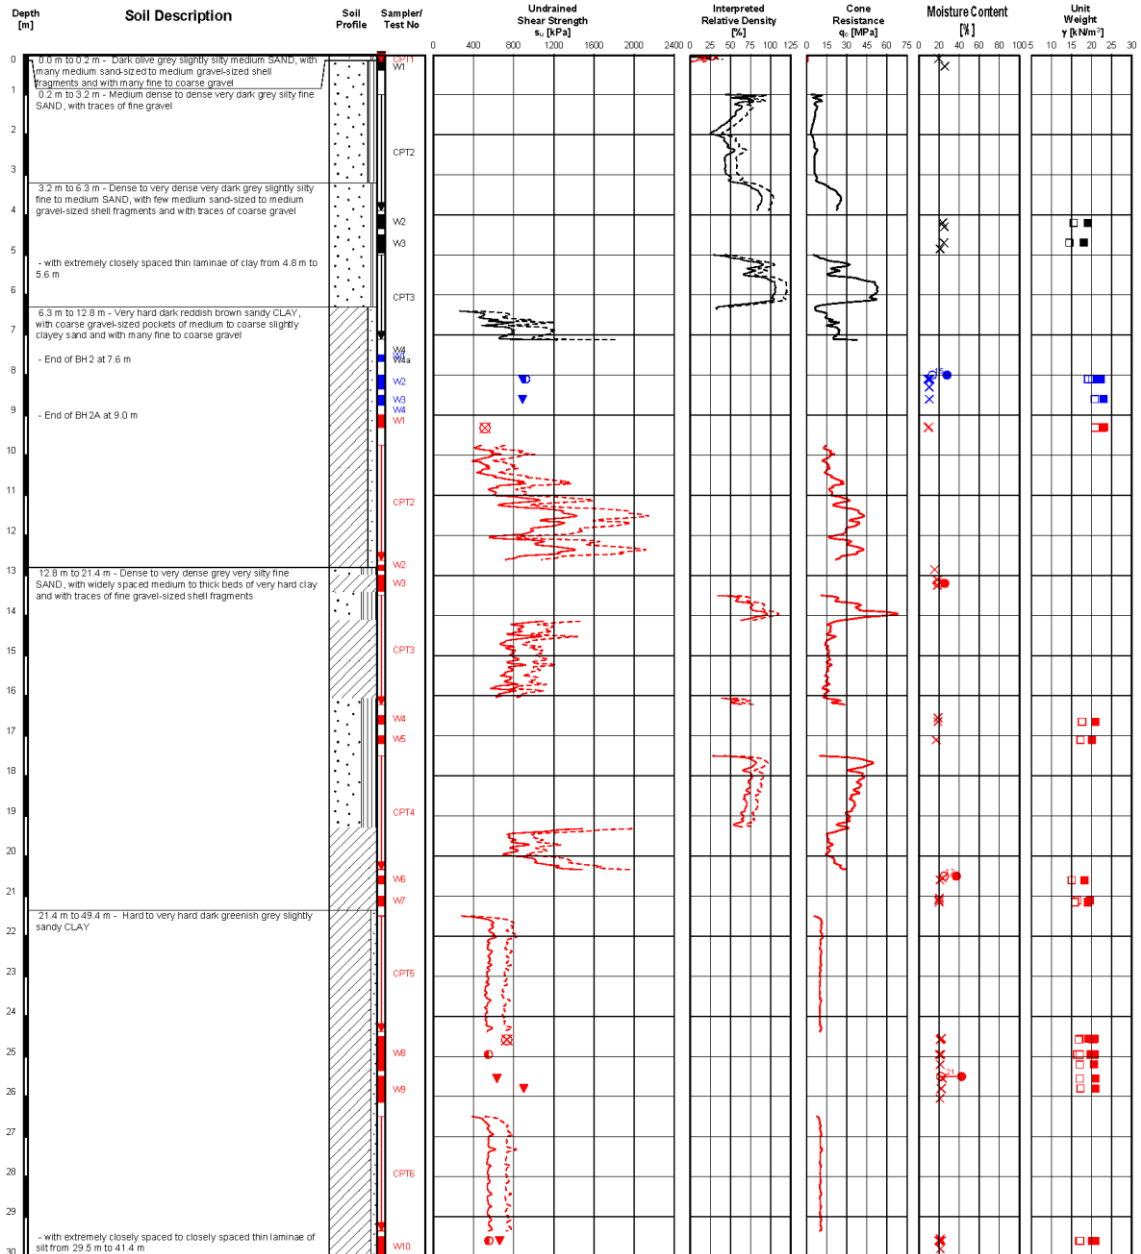 Depth
[m]
Soil Description
Soil
Profile
Sampler/
Test No
Undrained
Shear Strength
sᵤ [kPa]
Interpreted
Relative Density
[%]
Cone
Resistance
q꜀ [MPa]
Moisture Content
[%]
Unit
Weight
γ [kN/m³]
0 400 800 1200 1600 2000 2400
0 25 50 75 100 125
0 15 30 45 60 75
0 20 40 60 80 100
5 10 15 20 25 30
0
0.0 m to 0.2 m - Dark olive grey slightly silty medium SAND, with
many medium sand-sized to medium gravel-sized shell
fragments and with many fine to coarse gravel
CPT1
W1
1
0.2 m to 3.2 m - Medium dense to dense very dark grey silty fine
SAND, with traces of fine gravel
2
CPT2
3
3.2 m to 6.3 m - Dense to very dense very dark grey slightly silty
fine to medium SAND, with few medium sand-sized to medium
gravel-sized shell fragments and with traces of coarse gravel
4
W2
W3
5
- with extremely closely spaced thin laminae of clay from 4.8 m to
5.6 m
6
CPT3
6.3 m to 12.8 m - Very hard dark reddish brown sandy CLAY,
with coarse gravel-sized pockets of medium to coarse slightly
clayey sand and with many fine to coarse gravel
7
W4
W4a
- End of BH2 at 7.6 m
8
W2
W3
W4
9
- End of BH2A at 9.0 m
W1
10
11
CPT2
12
W2
13
12.8 m to 21.4 m - Dense to very dense grey very silty fine
SAND, with widely spaced medium to thick beds of very hard clay
and with traces of fine gravel-sized shell fragments
W3
14
15
CPT3
16
W4
17
W5
18
19
CPT4
20
W6
21
W7
21.4 m to 49.4 m - Hard to very hard dark greenish grey slightly
sandy CLAY
22
23
CPT5
24
25
W8
21
26
W9
27
28
CPT6
29
- with extremely closely spaced to closely spaced thin laminae of
silt from 29.5 m to 41.4 m
30
W10